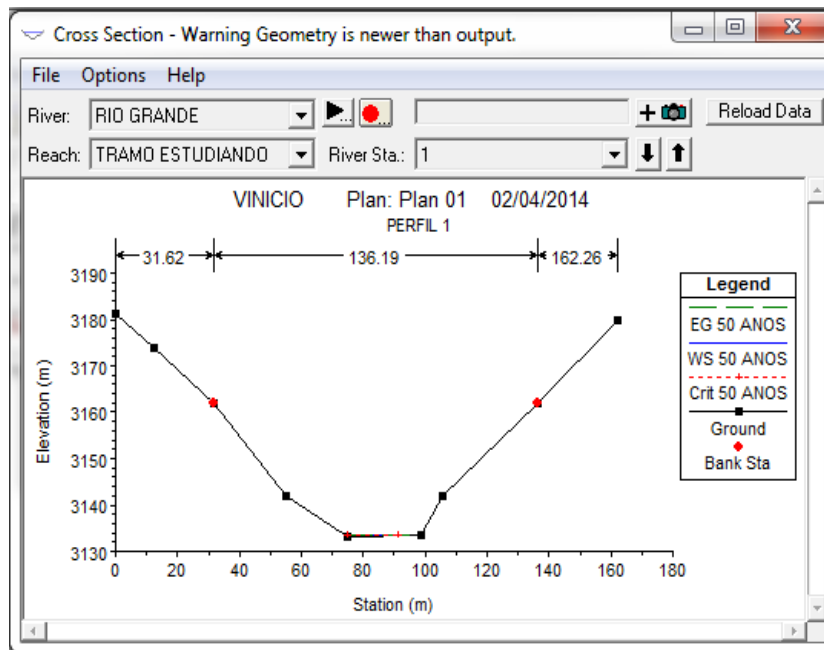 Cross Section - Warning Geometry is newer than output.
File Options Help
River: RIO GRANDE Reload Data
Reach: TRAMO ESTUDIANDO River Sta.: 1
VINICIO Plan: Plan 01 02/04/2014
PERFIL 1
31.62 136.19 162.26
3190
3180
3170
3160
3150
3140
3130
Elevation (m)
0 20 40 60 80 100 120 140 160 180
Station (m)
Legend
EG 50 ANOS
WS 50 ANOS
Crit 50 ANOS
Ground
Bank Sta